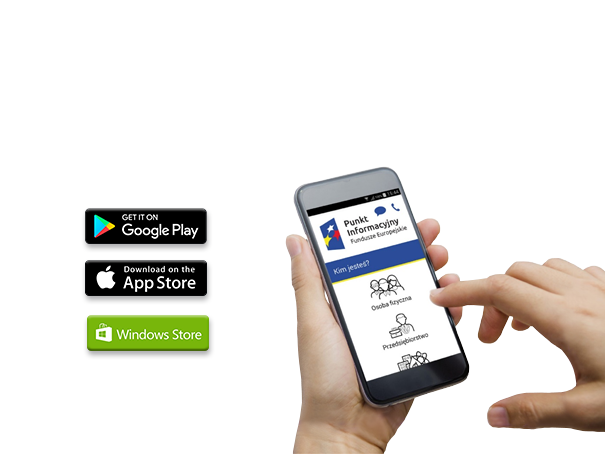 GET IT ON
Google Play
Download on the
App Store
Windows Store
Punkt
Informacyjny
Fundusze Europejskie
Kim jesteś?
Osoba fizyczna
Przedsiębiorstwo